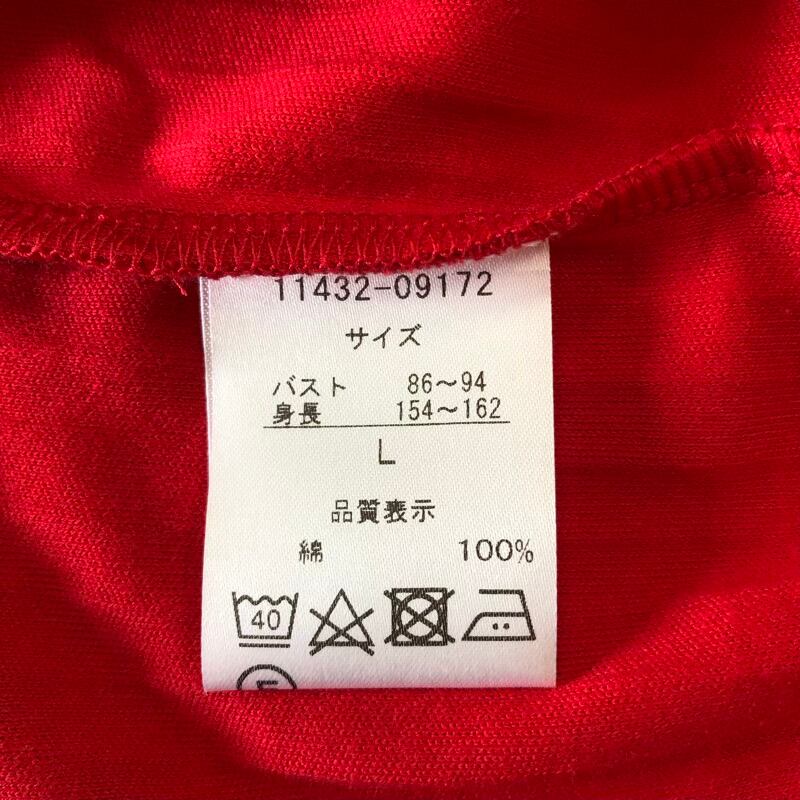 11432-09172
サイズ
バスト 86～94
身長 154～162
L
品質表示
綿 100%
40